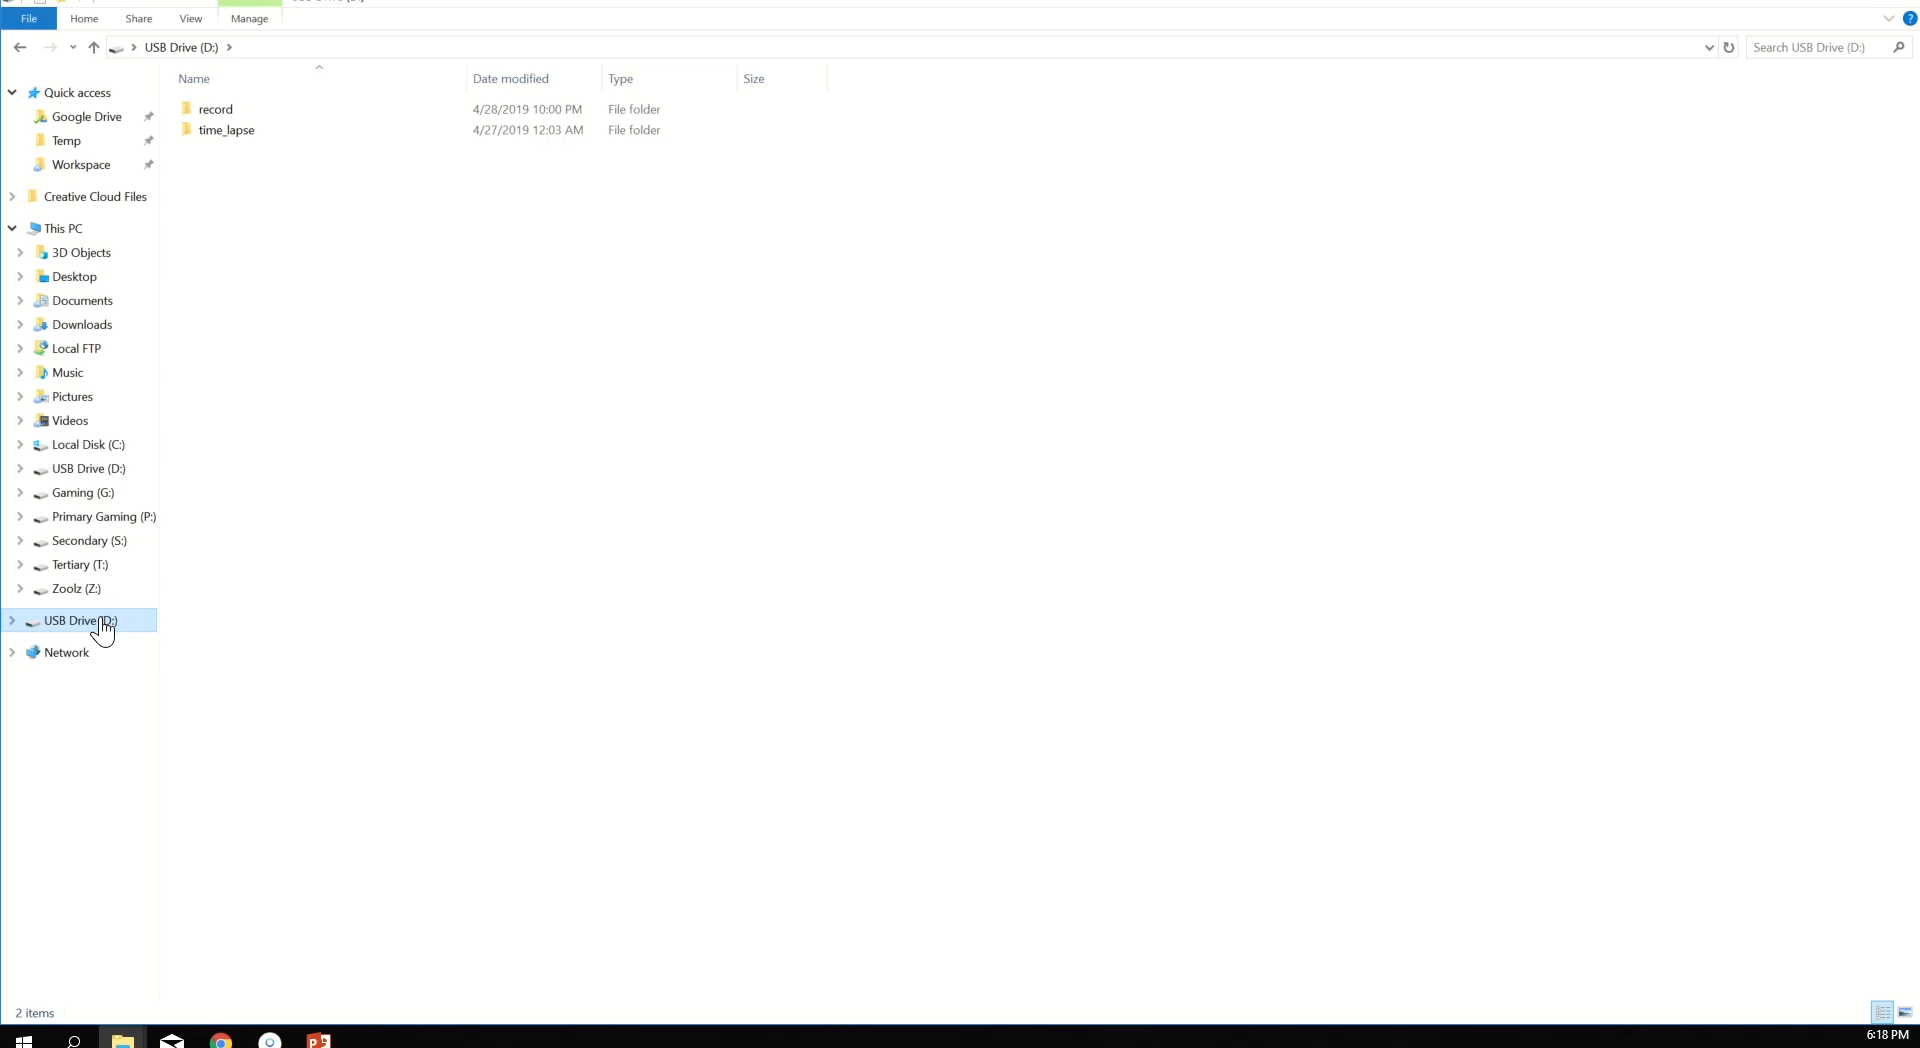 File Home Share View Manage
USB Drive (D:)
Search USB Drive (D:)
Name Date modified Type Size
record 4/28/2019 10:00 PM File folder
time_lapse 4/27/2019 12:03 AM File folder
Quick access
Google Drive
Temp
Workspace
Creative Cloud Files
This PC
3D Objects
Desktop
Documents
Downloads
Local FTP
Music
Pictures
Videos
Local Disk (C:)
USB Drive (D:)
Gaming (G:)
Primary Gaming (P:)
Secondary (S:)
Tertiary (T:)
Zoolz (Z:)
USB Drive (D:)
Network
2 items
6:18 PM